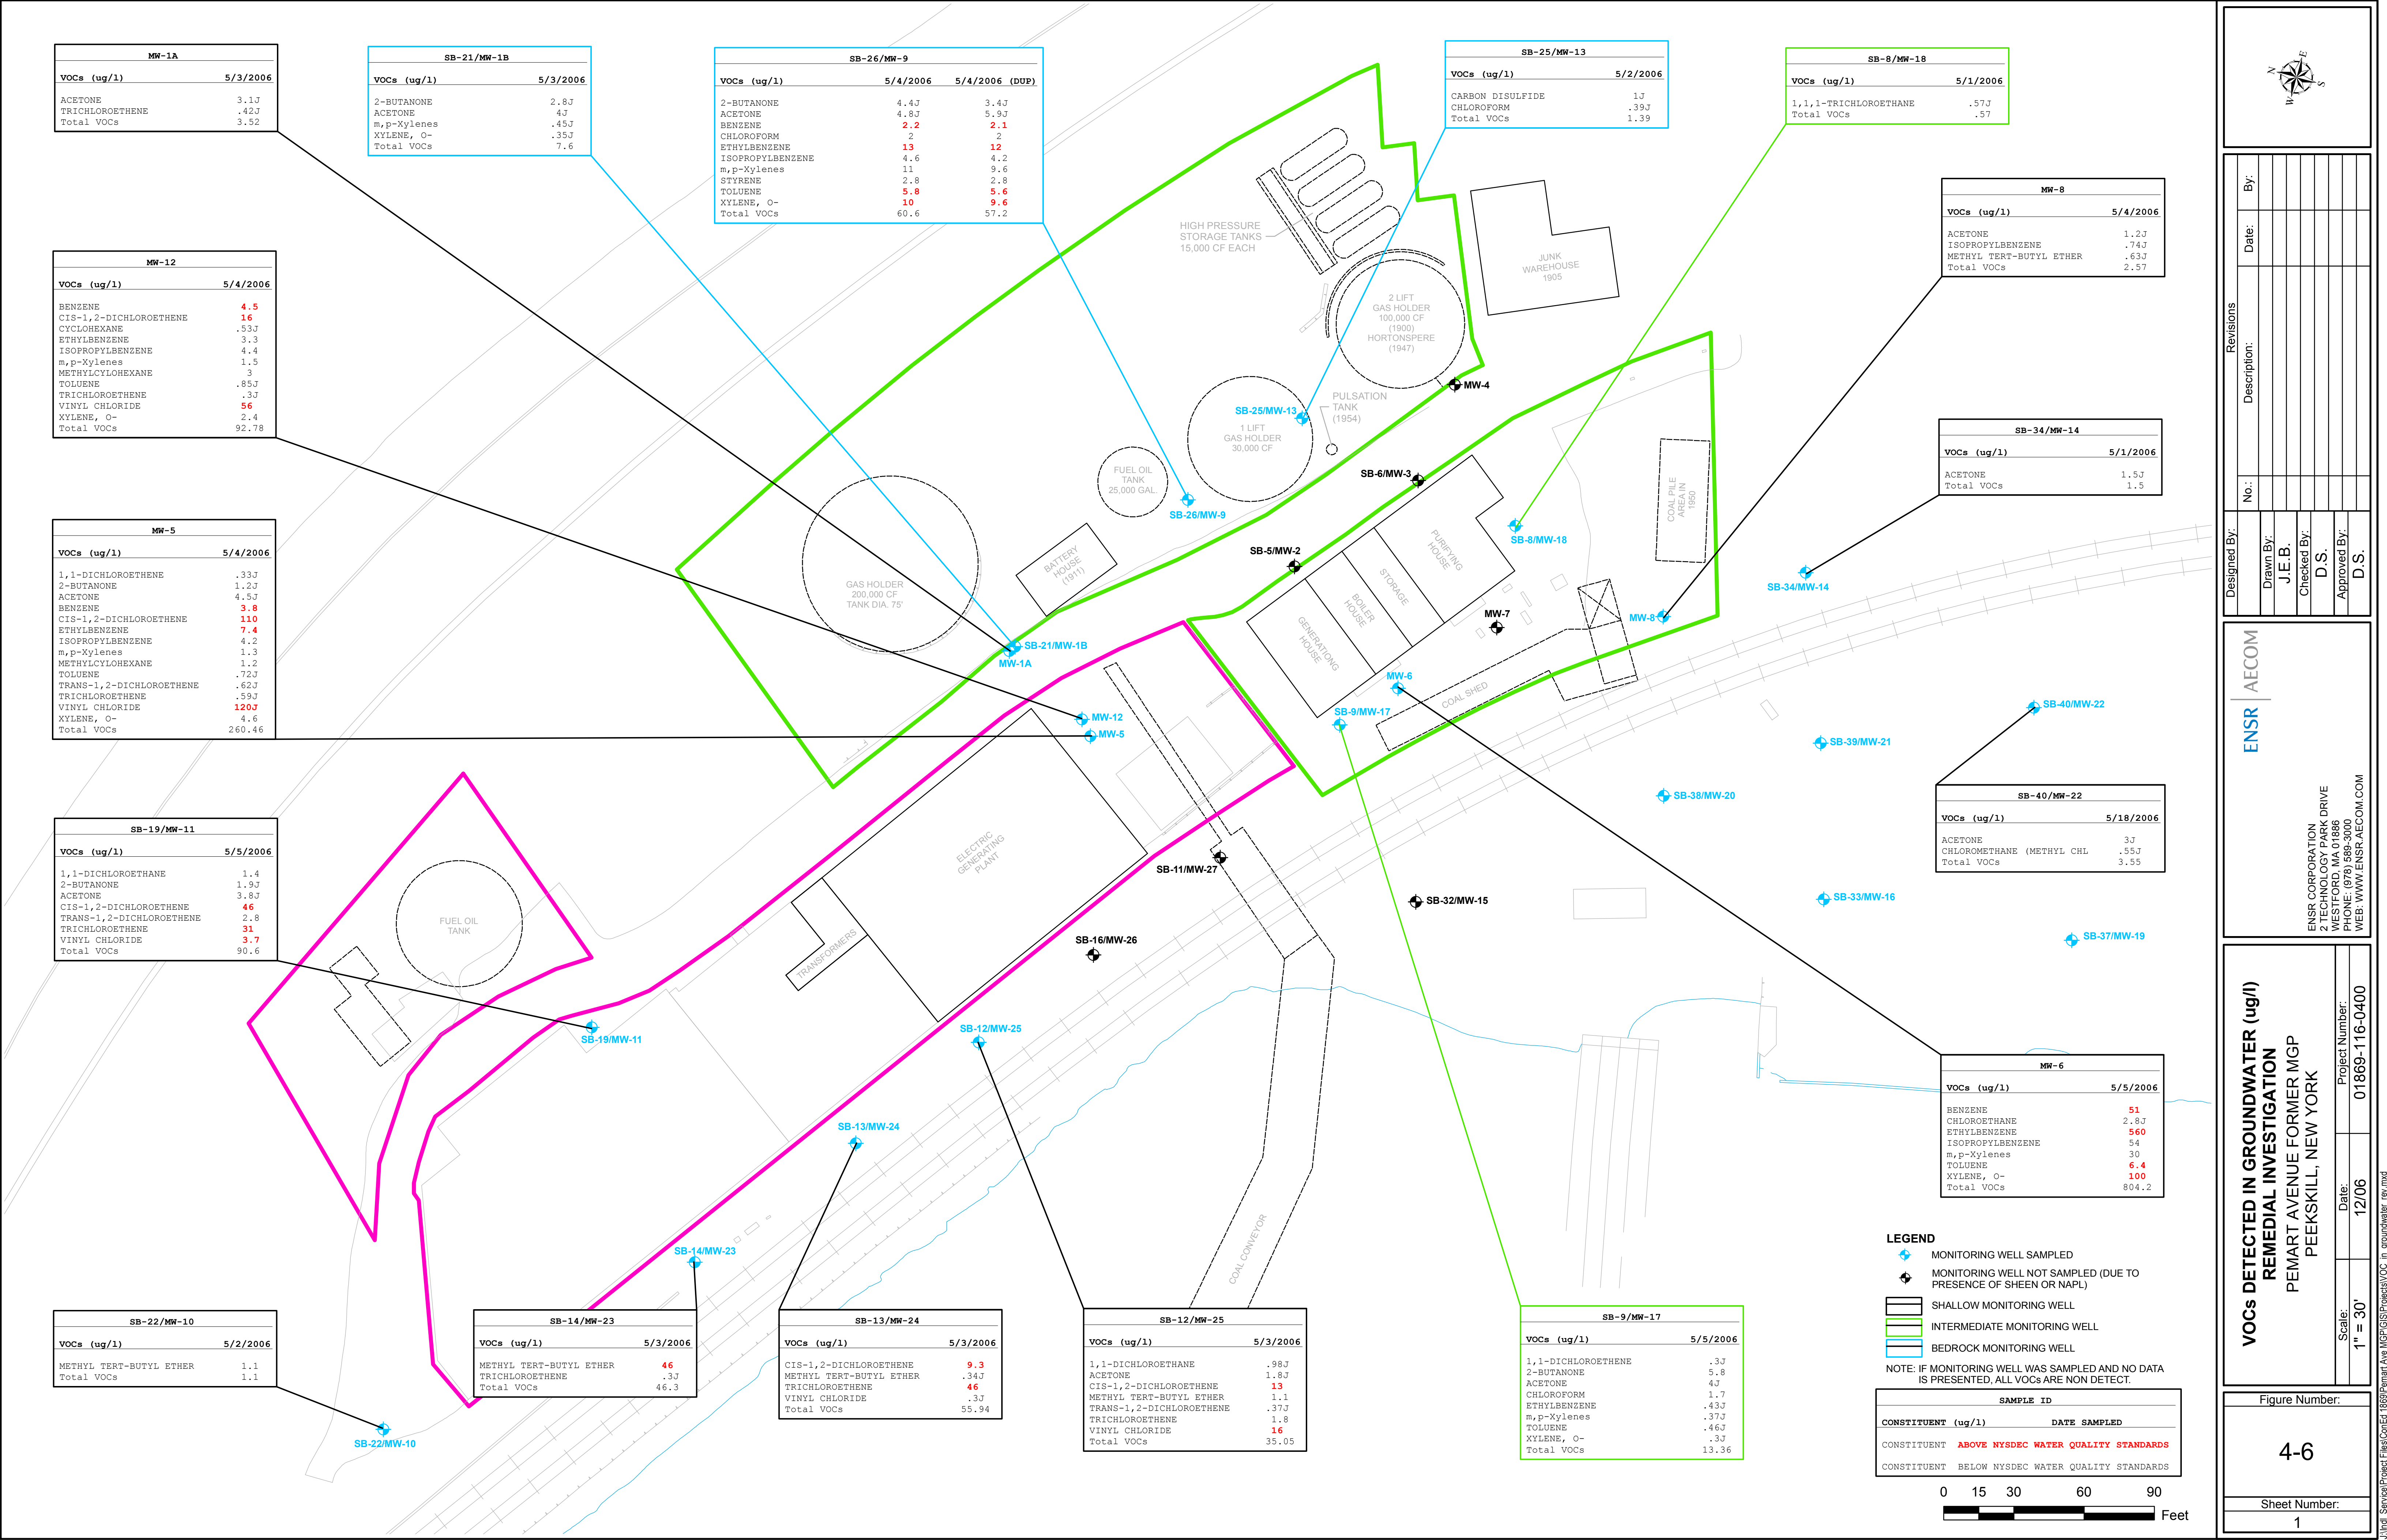 MW-1A
VOCs (ug/l) 5/3/2006
ACETONE 3.1J
TRICHLOROETHENE .42J
Total VOCs 3.52
SB-21/MW-1B
VOCs (ug/l) 5/3/2006
2-BUTANONE 2.8J
ACETONE 4J
m,p-Xylenes .45J
XYLENE, O- .35J
Total VOCs 7.6
SB-26/MW-9
VOCs (ug/l) 5/4/2006 5/4/2006 (DUP)
2-BUTANONE 4.4J 3.4J
ACETONE 4.8J 5.9J
BENZENE 2.2 2.1
CHLOROFORM 2 2
ETHYLBENZENE 13 12
ISOPROPYLBENZENE 4.6 4.2
m,p-Xylenes 11 9.6
STYRENE 2.8 2.8
TOLUENE 5.8 5.6
XYLENE, O- 10 9.6
Total VOCs 60.6 57.2
SB-25/MW-13
VOCs (ug/l) 5/2/2006
CARBON DISULFIDE 1J
CHLOROFORM .39J
Total VOCs 1.39
SB-8/MW-18
VOCs (ug/l) 5/1/2006
1,1,1-TRICHLOROETHANE .57J
Total VOCs .57
MW-8
VOCs (ug/l) 5/4/2006
ACETONE 1.2J
ISOPROPYLBENZENE .74J
METHYL TERT-BUTYL ETHER .63J
Total VOCs 2.57
MW-12
VOCs (ug/l) 5/4/2006
BENZENE 4.5
CIS-1,2-DICHLOROETHENE 16
CYCLOHEXANE .53J
ETHYLBENZENE 3.3
ISOPROPYLBENZENE 4.4
m,p-Xylenes 1.5
METHYLCYLOHEXANE 3
TOLUENE .85J
TRICHLOROETHENE .3J
VINYL CHLORIDE 56
XYLENE, O- 2.4
Total VOCs 92.78
SB-34/MW-14
VOCs (ug/l) 5/1/2006
ACETONE 1.5J
Total VOCs 1.5
MW-5
VOCs (ug/l) 5/4/2006
1,1-DICHLOROETHENE .33J
2-BUTANONE 1.2J
ACETONE 4.5J
BENZENE 3.8
CIS-1,2-DICHLOROETHENE 110
ETHYLBENZENE 7.4
ISOPROPYLBENZENE 4.2
m,p-Xylenes 1.3
METHYLCYLOHEXANE 1.2
TOLUENE .72J
TRANS-1,2-DICHLOROETHENE .62J
TRICHLOROETHENE .59J
VINYL CHLORIDE 120J
XYLENE, O- 4.6
Total VOCs 260.46
SB-40/MW-22
VOCs (ug/l) 5/18/2006
ACETONE 3J
CHLOROMETHANE (METHYL CHL .55J
Total VOCs 3.55
SB-19/MW-11
VOCs (ug/l) 5/5/2006
1,1-DICHLOROETHANE 1.4
2-BUTANONE 1.9J
ACETONE 3.8J
CIS-1,2-DICHLOROETHENE 46
TRANS-1,2-DICHLOROETHENE 2.8
TRICHLOROETHENE 31
VINYL CHLORIDE 3.7
Total VOCs 90.6
MW-6
VOCs (ug/l) 5/5/2006
BENZENE 51
CHLOROETHANE 2.8J
ETHYLBENZENE 560
ISOPROPYLBENZENE 54
m,p-Xylenes 30
TOLUENE 6.4
XYLENE, O- 100
Total VOCs 804.2
SB-22/MW-10
VOCs (ug/l) 5/2/2006
METHYL TERT-BUTYL ETHER 1.1
Total VOCs 1.1
SB-14/MW-23
VOCs (ug/l) 5/3/2006
METHYL TERT-BUTYL ETHER 46
TRICHLOROETHENE .3J
Total VOCs 46.3
SB-13/MW-24
VOCs (ug/l) 5/3/2006
CIS-1,2-DICHLOROETHENE 9.3
METHYL TERT-BUTYL ETHER .34J
TRICHLOROETHENE 46
VINYL CHLORIDE .3J
Total VOCs 55.94
SB-12/MW-25
VOCs (ug/l) 5/3/2006
1,1-DICHLOROETHANE .98J
ACETONE 1.8J
CIS-1,2-DICHLOROETHENE 13
METHYL TERT-BUTYL ETHER 1.1
TRANS-1,2-DICHLOROETHENE .37J
TRICHLOROETHENE 1.8
VINYL CHLORIDE 16
Total VOCs 35.05
SB-9/MW-17
VOCs (ug/l) 5/5/2006
1,1-DICHLOROETHENE .3J
2-BUTANONE 5.8
ACETONE 4J
CHLOROFORM 1.7
ETHYLBENZENE .43J
m,p-Xylenes .37J
TOLUENE .46J
XYLENE, O- .3J
Total VOCs 13.36
HIGH PRESSURE
STORAGE TANKS
15,000 CF EACH
JUNK
WAREHOUSE
1905
2 LIFT
GAS HOLDER
100,000 CF
(1900)
HORTONSPERE
(1947)
MW-4
PULSATION
TANK
(1954)
SB-25/MW-13
1 LIFT
GAS HOLDER
30,000 CF
FUEL OIL
TANK
25,000 GAL.
SB-26/MW-9
SB-6/MW-3
COAL PILE
AREA IN
1950
SB-8/MW-18
PURIFYING
HOUSE
SB-5/MW-2
BATTERY
HOUSE
(1911)
GAS HOLDER
200,000 CF
TANK DIA. 75'
STORAGE
BOILER
HOUSE
GENERATIONG
HOUSE
SB-34/MW-14
MW-7
MW-8
SB-21/MW-1B
MW-1A
MW-6
COAL SHED
SB-9/MW-17
MW-12
MW-5
SB-40/MW-22
SB-39/MW-21
SB-38/MW-20
ELECTRIC
GENERATING
PLANT
SB-11/MW-27
SB-32/MW-15
SB-33/MW-16
SB-37/MW-19
FUEL OIL
TANK
TRANSFORMERS
SB-16/MW-26
SB-19/MW-11
SB-12/MW-25
SB-13/MW-24
SB-14/MW-23
COAL CONVEYOR
SB-22/MW-10
LEGEND
MONITORING WELL SAMPLED
MONITORING WELL NOT SAMPLED (DUE TO
PRESENCE OF SHEEN OR NAPL)
SHALLOW MONITORING WELL
INTERMEDIATE MONITORING WELL
BEDROCK MONITORING WELL
NOTE: IF MONITORING WELL WAS SAMPLED AND NO DATA
IS PRESENTED, ALL VOCs ARE NON DETECT.
SAMPLE ID
CONSTITUENT (ug/l) DATE SAMPLED
CONSTITUENT ABOVE NYSDEC WATER QUALITY STANDARDS
CONSTITUENT BELOW NYSDEC WATER QUALITY STANDARDS
0 15 30 60 90
Feet
N
E
S
W
Revisions
No.: Description: Date: By:
Designed By:
Drawn By:
J.E.B.
Checked By:
D.S.
Approved By:
D.S.
ENSR AECOM
ENSR CORPORATION
2 TECHNOLOGY PARK DRIVE
WESTFORD, MA 01886
PHONE: (978) 589-3000
WEB: WWW.ENSR.AECOM.COM
VOCs DETECTED IN GROUNDWATER (ug/l)
REMEDIAL INVESTIGATION
PEMART AVENUE FORMER MGP
PEEKSKILL, NEW YORK
Scale: Date: Project Number:
1" = 30' 12/06 01869-116-0400
Figure Number:
4-6
Sheet Number:
1
J:\Indl_Service\Project Files\ConEd 1869\Pemart Ave MGP\GIS\Projects\VOC_in_groundwater_rev.mxd